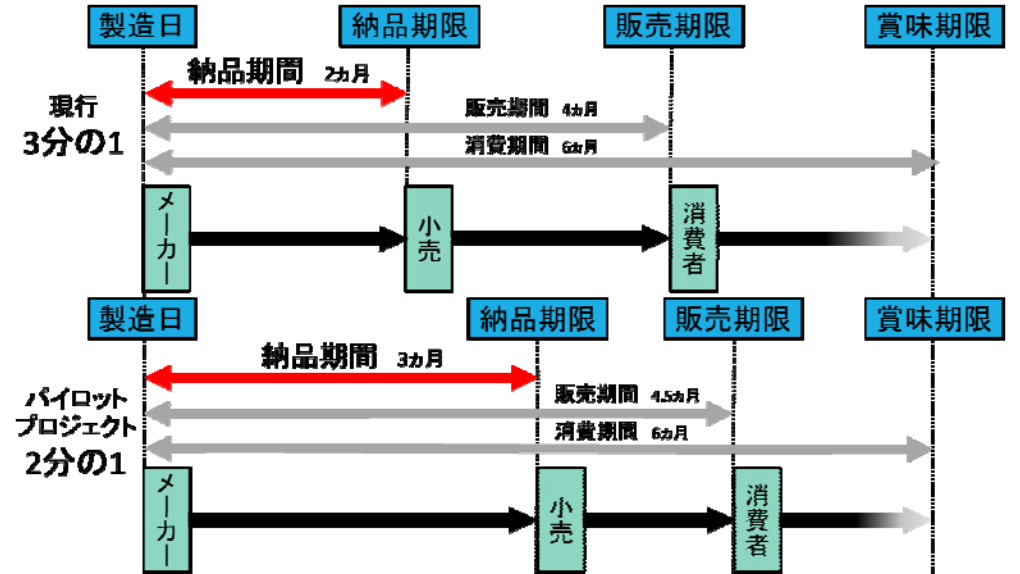 製造日
納品期限
販売期限
賞味期限
納品期間 2ヵ月
現行
3分の1
販売期間 4ヵ月
消費期間 6ヵ月
メーカー
小売
消費者
製造日
納品期限
販売期限
賞味期限
納品期間 3ヵ月
パイロット
プロジェクト
2分の1
販売期間 4.5ヵ月
消費期間 6ヵ月
メーカー
小売
消費者